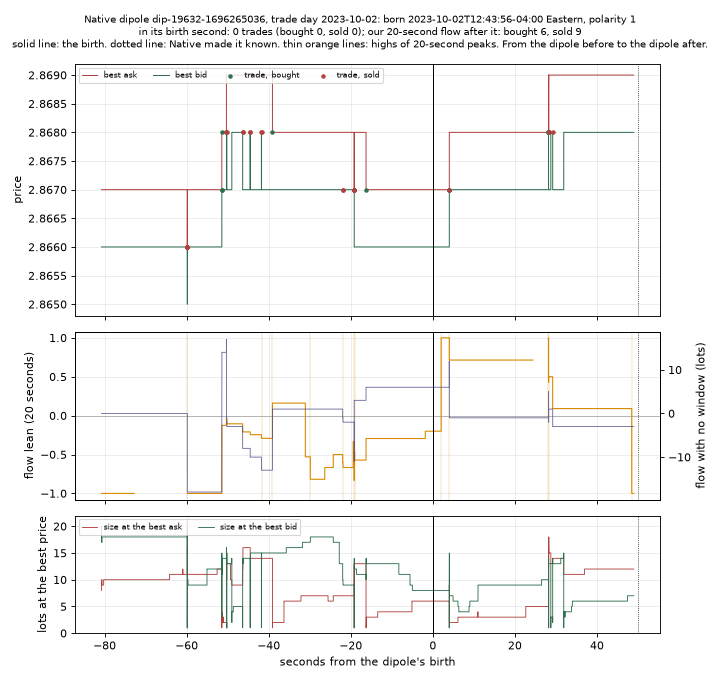 Native dipole dip-19632-1696265036, trade day 2023-10-02: born 2023-10-02T12:43:56-04:00 Eastern, polarity 1
in its birth second: 0 trades (bought 0, sold 0); our 20-second flow after it: bought 6, sold 9
solid line: the birth. dotted line: Native made it known. thin orange lines: highs of 20-second peaks. From the dipole before to the dipole after.
best ask
best bid
trade, bought
trade, sold
2.8690
2.8685
2.8680
2.8675
2.8670
2.8665
2.8660
2.8655
2.8650
price
1.0
0.5
0.0
−0.5
−1.0
flow lean (20 seconds)
10
0
−10
flow with no window (lots)
size at the best ask
size at the best bid
20
15
10
5
0
lots at the best price
−80
−60
−40
−20
0
20
40
seconds from the dipole's birth